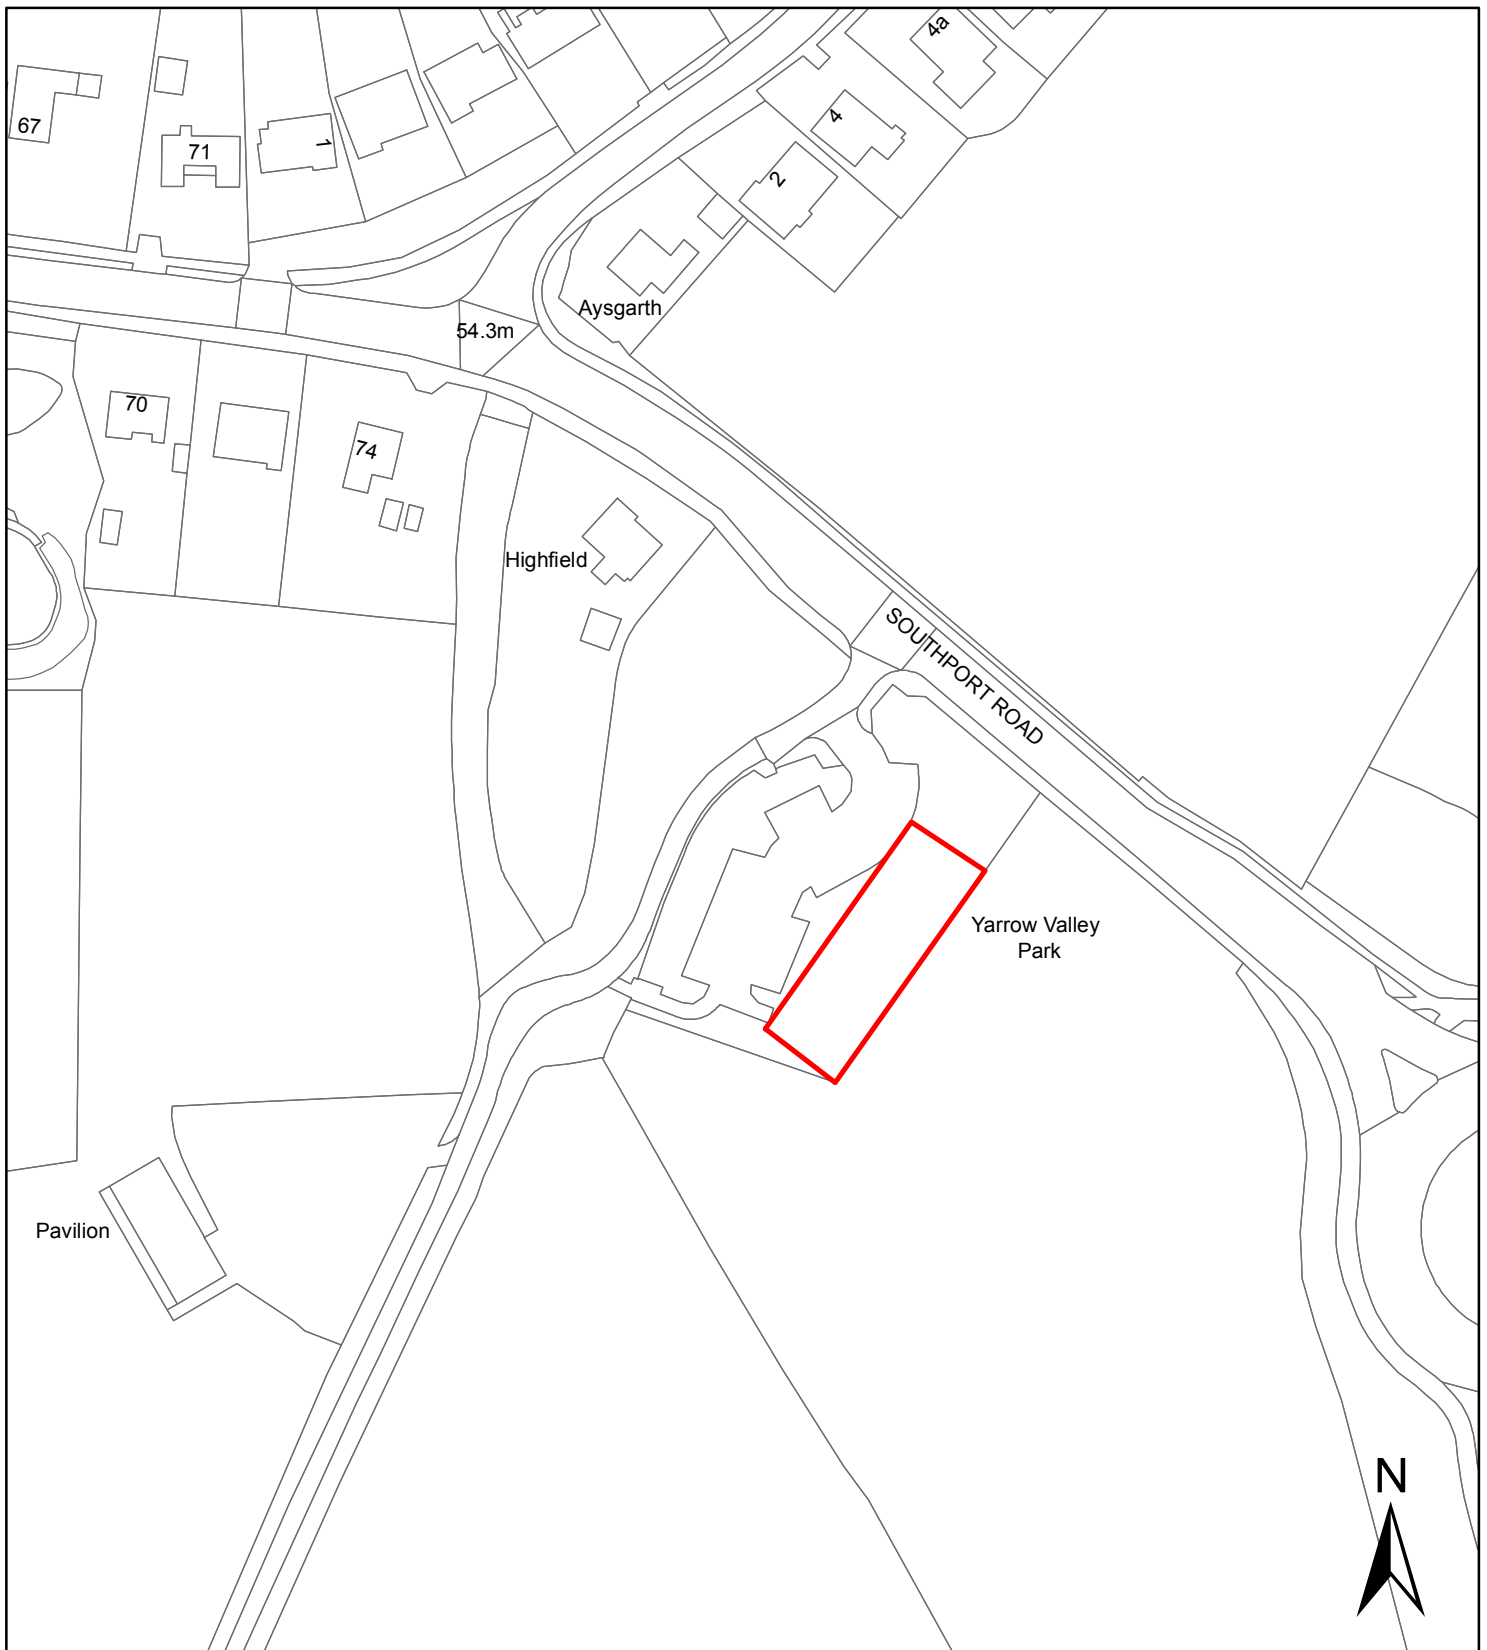 4a
67
71
1
4
2
Aysgarth
54.3m
70
74
Highfield
SOUTHPORT ROAD
Yarrow Valley
Park
Pavilion
N